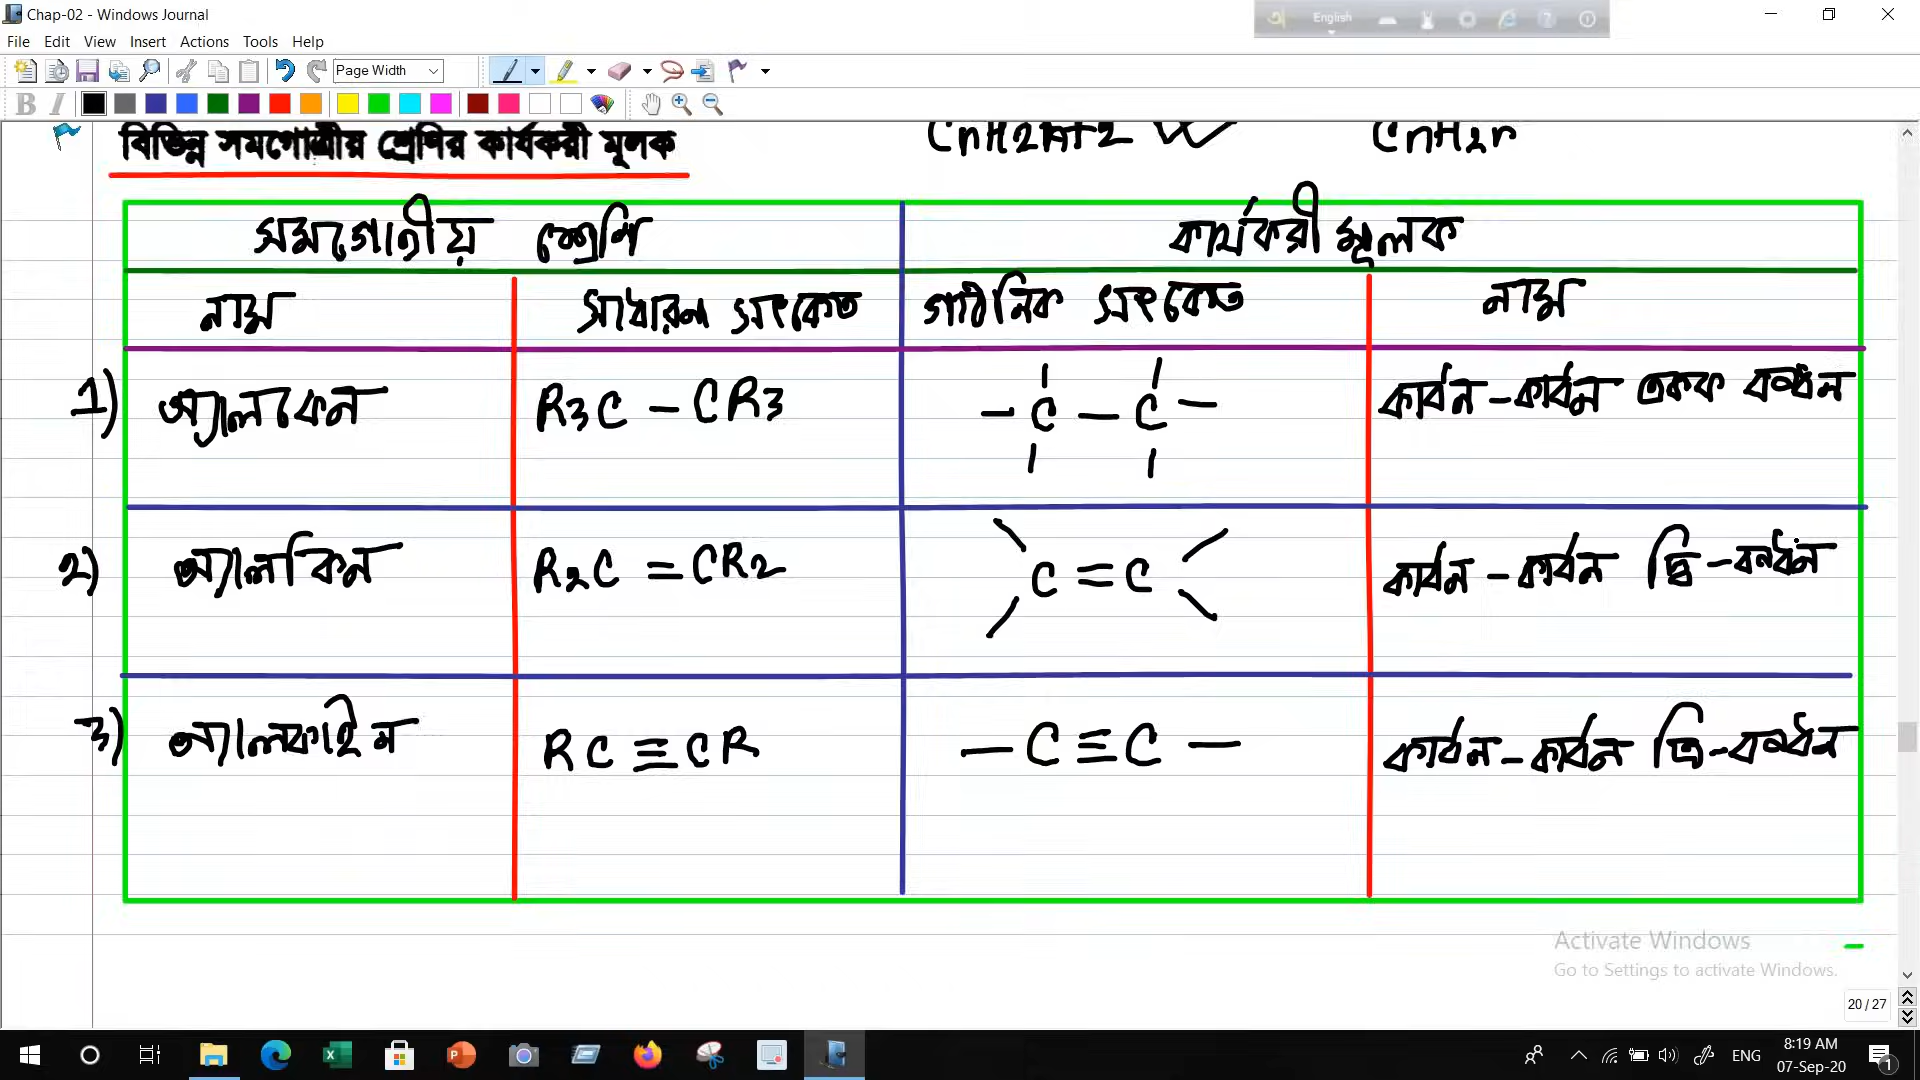 Chap-02 - Windows Journal
English
File Edit View Insert Actions Tools Help
Page Width
বিভিন্ন সমগোত্রীয় শ্রেণির কার্যকরী মূলক
CnH2n+2 CnH2n
সমগোত্রীয় শ্রেণি কার্যকরী মূলক
নাম সাধারন সংকেত গাঠনিক সংকেত নাম
1) অ্যালকেন R3C - CR3 - C - C - কার্বন - কার্বন একক বন্ধন
2) অ্যালকিন R2C = CR2 C = C কার্বন - কার্বন দ্বি - বন্ধন
3) অ্যালকাইন RC ≡ CR - C ≡ C - কার্বন - কার্বন ত্রি - বন্ধন
Activate Windows
Go to Settings to activate Windows.
20 / 27
ENG
8:19 AM
07-Sep-20
1